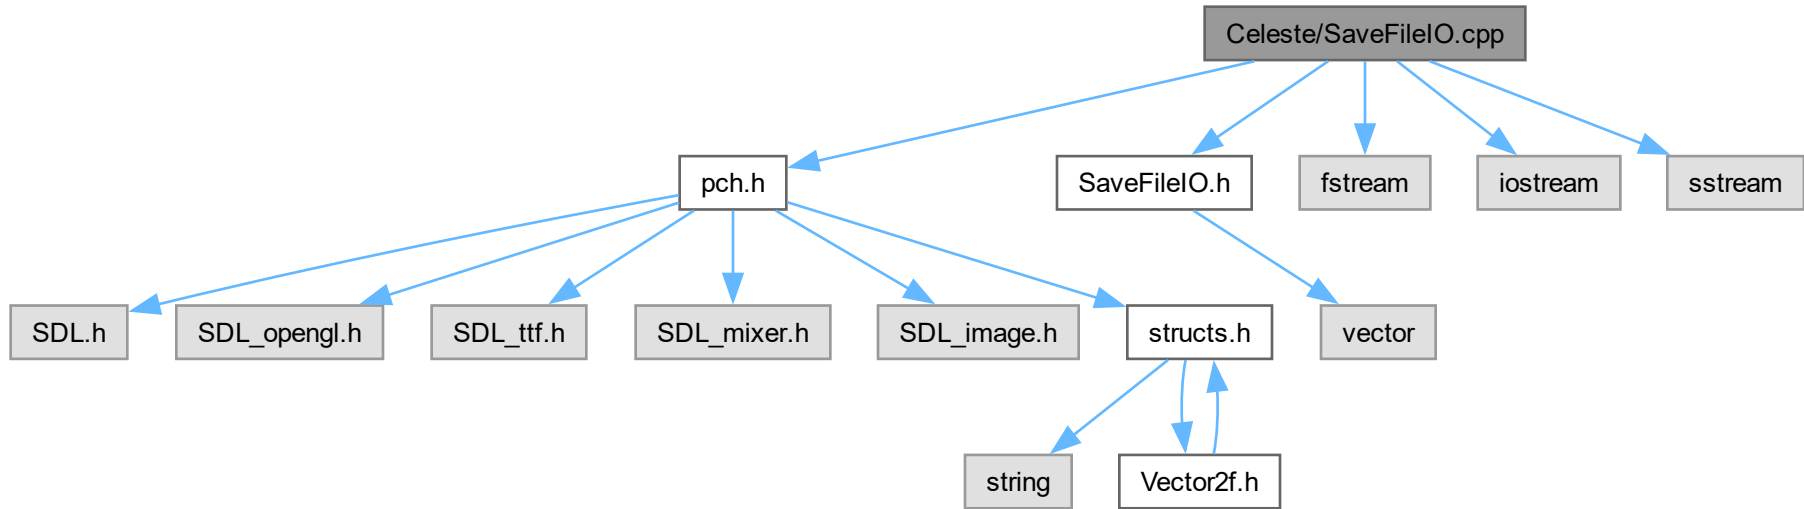 Celeste/SaveFileIO.cpp
pch.h
SaveFileIO.h
fstream
iostream
sstream
SDL.h
SDL_opengl.h
SDL_ttf.h
SDL_mixer.h
SDL_image.h
structs.h
vector
string
Vector2f.h